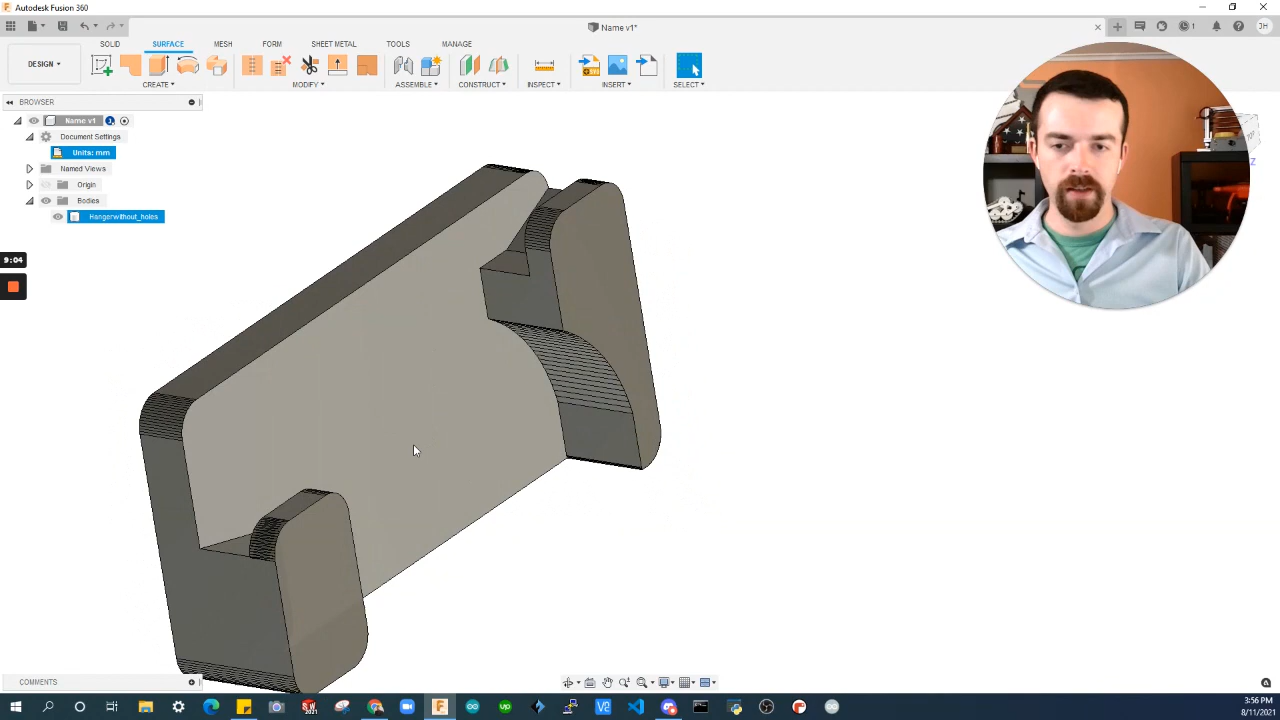 Autodesk Fusion 360
Name v1*
1
JH
SOLID
SURFACE
MESH
FORM
SHEET METAL
TOOLS
MANAGE
DESIGN
CREATE
MODIFY
ASSEMBLE
CONSTRUCT
INSPECT
INSERT
SELECT
BROWSER
Name v1
Document Settings
Units: mm
Named Views
Origin
Bodies
Hangerwithout_holes
Z
9:04
COMMENTS
3:56 PM
8/11/2021